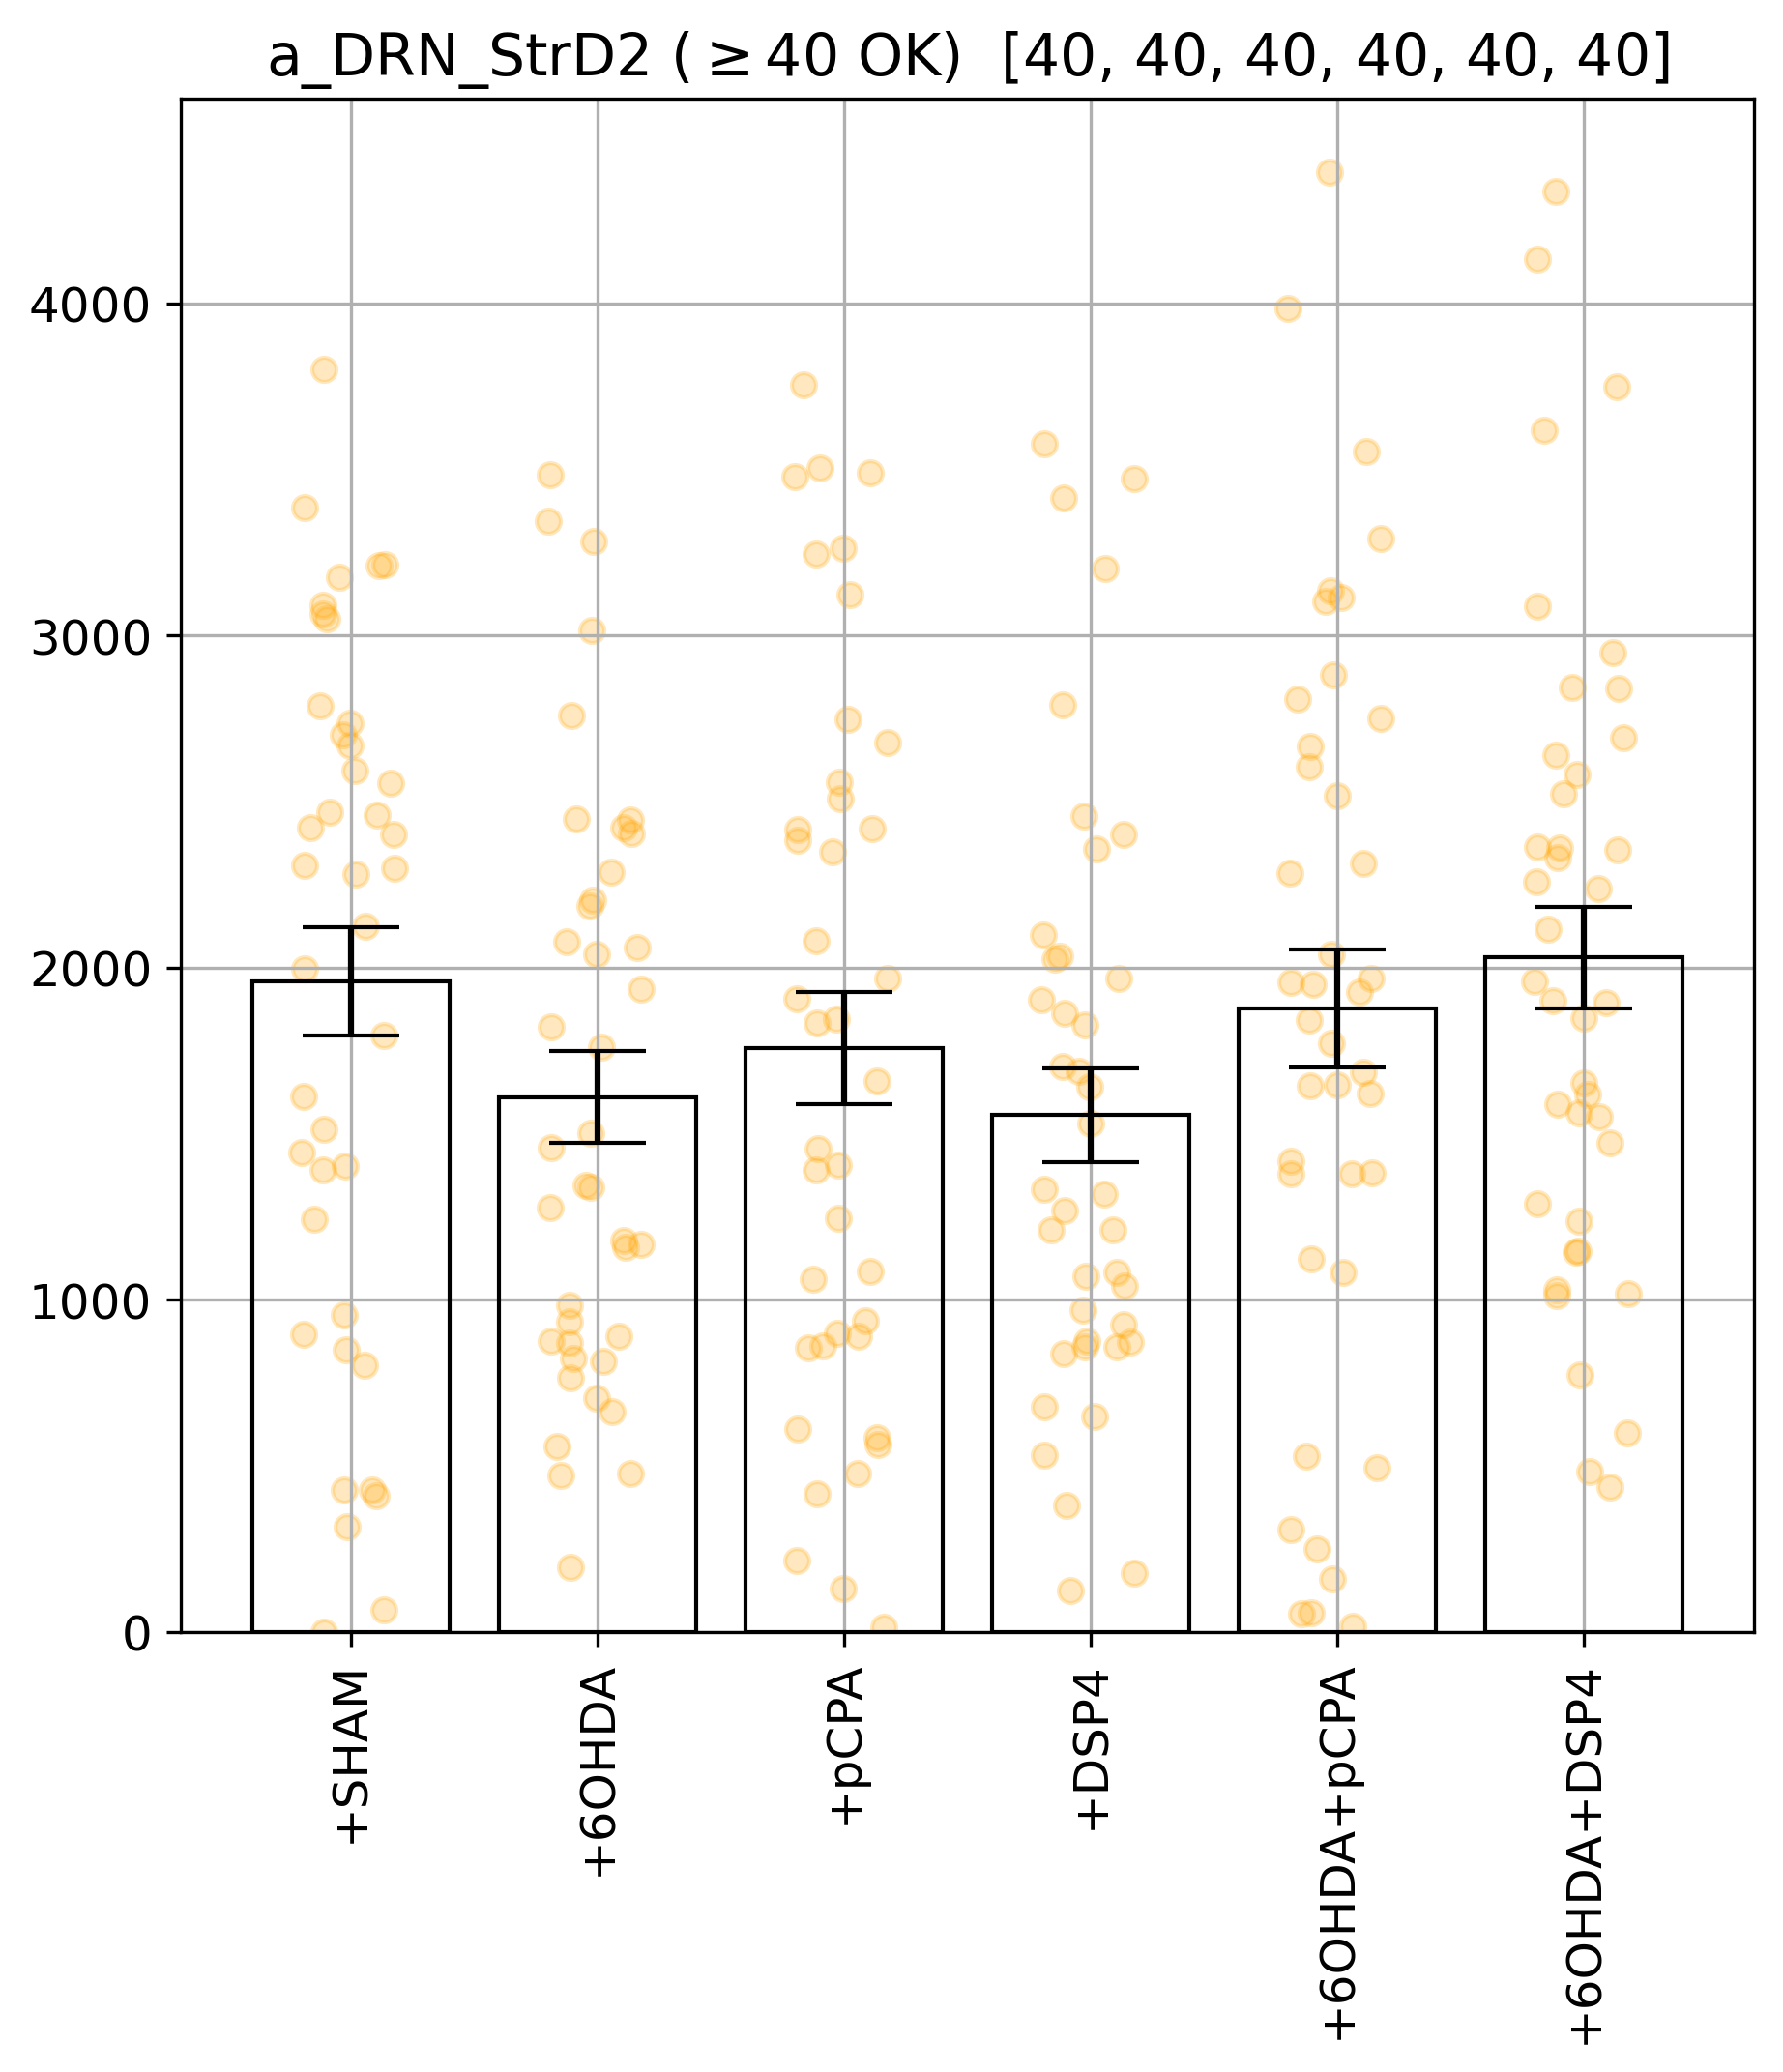 a_DRN_StrD2 (≥40 OK) [40, 40, 40, 40, 40, 40]
4000
3000
2000
1000
0
+SHAM
+6OHDA
+pCPA
+DSP4
+6OHDA+pCPA
+6OHDA+DSP4